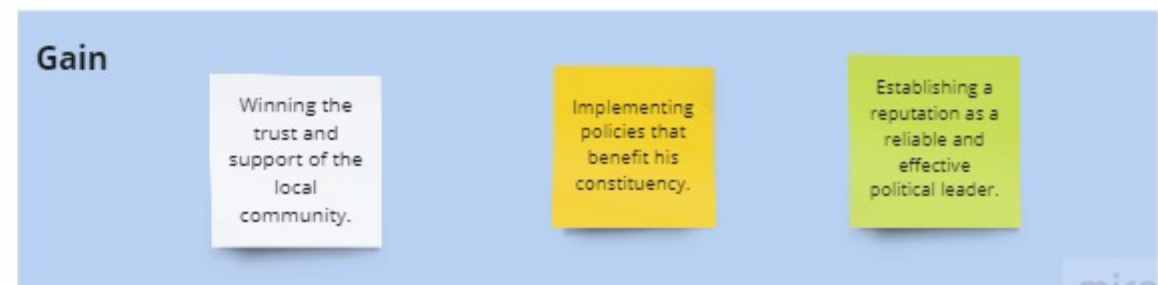 Gain
Winning the
trust and
support of the
local
community.
Implementing
policies that
benefit his
constituency.
Establishing a
reputation as a
reliable and
effective
political leader.